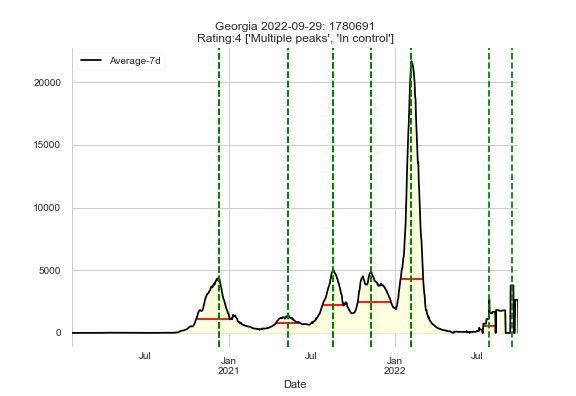 Georgia 2022-09-29: 1780691
Rating:4 ['Multiple peaks', 'In control']
Average-7d
20000
15000
10000
5000
0
Jul
Jan
2021
Jul
Jan
2022
Jul
Date